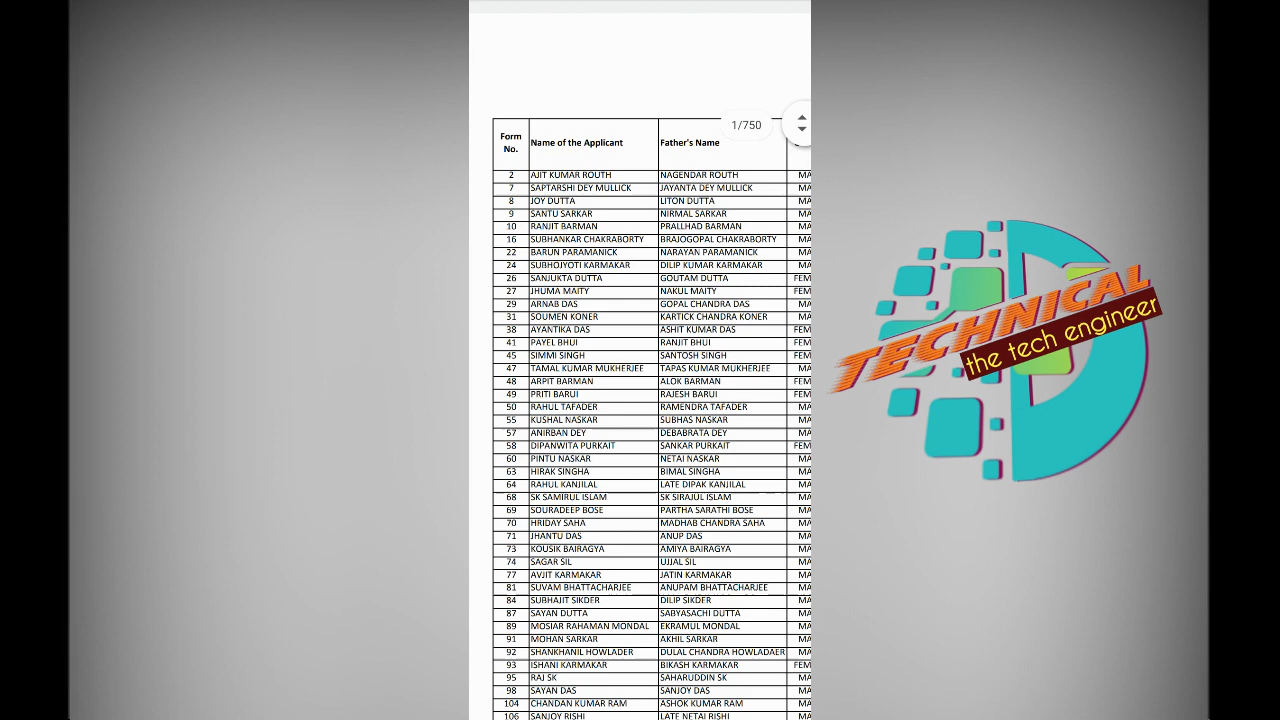 1/750
Form No. Name of the Applicant Father's Name
2 AJIT KUMAR ROUTH NAGENDAR ROUTH MA
7 SAPTARSHI DEY MULLICK JAYANTA DEY MULLICK MA
8 JOY DUTTA LITON DUTTA MA
9 SANTU SARKAR NIRMAL SARKAR MA
10 RANJIT BARMAN PRALLHAD BARMAN MA
16 SUBHANKAR CHAKRABORTY BRAJOGOPAL CHAKRABORTY MA
22 BARUN PARAMANICK NARAYAN PARAMANICK MA
24 SUBHOJYOTI KARMAKAR DILIP KUMAR KARMAKAR MA
26 SANJUKTA DUTTA GOUTAM DUTTA FEM
27 JHUMA MAITY NAKUL MAITY FEM
29 ARNAB DAS GOPAL CHANDRA DAS MA
31 SOUMEN KONER KARTICK CHANDRA KONER MA
38 AYANTIKA DAS ASHIT KUMAR DAS FEM
41 PAYEL BHUI RANJIT BHUI FEM
45 SIMMI SINGH SANTOSH SINGH FEM
47 TAMAL KUMAR MUKHERJEE TAPAS KUMAR MUKHERJEE MA
48 ARPIT BARMAN ALOK BARMAN FEM
49 PRITI BARUI RAJESH BARUI FEM
50 RAHUL TAFADER RAMENDRA TAFADER MA
55 KUSHAL NASKAR SUBHAS NASKAR MA
57 ANIRBAN DEY DEBABRATA DEY MA
58 DIPANWITA PURKAIT SANKAR PURKAIT FEM
60 PINTU NASKAR NETAI NASKAR MA
63 HIRAK SINGHA BIMAL SINGHA MA
64 RAHUL KANJILAL LATE DIPAK KANJILAL MA
68 SK SAMIRUL ISLAM SK SIRAJUL ISLAM MA
69 SOURADEEP BOSE PARTHA SARATHI BOSE MA
70 HRIDAY SAHA MADHAB CHANDRA SAHA MA
71 JHANTU DAS ANUP DAS MA
73 KOUSIK BAIRAGYA AMIYA BAIRAGYA MA
74 SAGAR SIL UJJAL SIL MA
77 AVJIT KARMAKAR JATIN KARMAKAR MA
81 SUVAM BHATTACHARJEE ANUPAM BHATTACHARJEE MA
84 SUBHAJIT SIKDER DILIP SIKDER MA
87 SAYAN DUTTA SABYASACHI DUTTA MA
89 MOSIAR RAHAMAN MONDAL EKRAMUL MONDAL MA
91 MOHAN SARKAR AKHIL SARKAR MA
92 SHANKHANIL HOWLADER DULAL CHANDRA HOWLADAER MA
93 ISHANI KARMAKAR BIKASH KARMAKAR FEM
95 RAJ SK SAHARUDDIN SK MA
98 SAYAN DAS SANJOY DAS MA
104 CHANDAN KUMAR RAM ASHOK KUMAR RAM MA
106 SANJOY RISHI LATE NETAI RISHI MA
TECHNICAL
the tech engineer